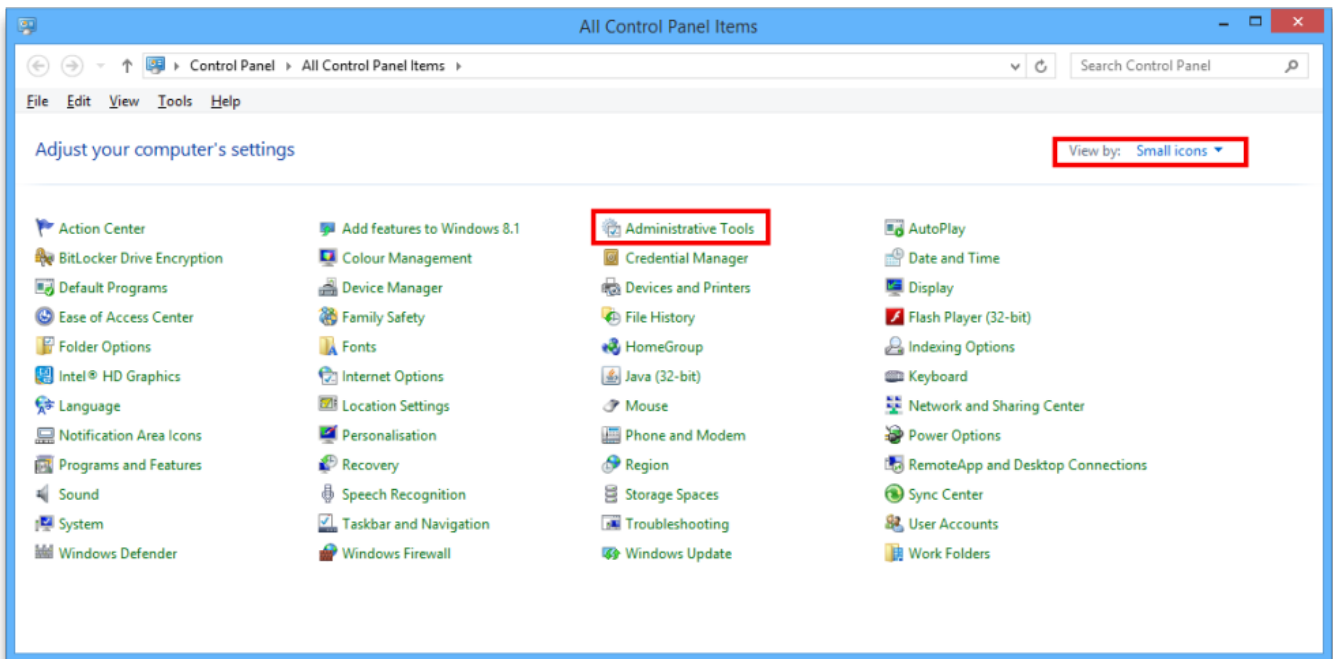 All Control Panel Items
Control Panel All Control Panel Items Search Control Panel
File Edit View Tools Help
Adjust your computer's settings
View by: Small icons
Action Center Add features to Windows 8.1 Administrative Tools AutoPlay
BitLocker Drive Encryption Colour Management Credential Manager Date and Time
Default Programs Device Manager Devices and Printers Display
Ease of Access Center Family Safety File History Flash Player (32-bit)
Folder Options Fonts HomeGroup Indexing Options
Intel® HD Graphics Internet Options Java (32-bit) Keyboard
Language Location Settings Mouse Network and Sharing Center
Notification Area Icons Personalisation Phone and Modem Power Options
Programs and Features Recovery Region RemoteApp and Desktop Connections
Sound Speech Recognition Storage Spaces Sync Center
System Taskbar and Navigation Troubleshooting User Accounts
Windows Defender Windows Firewall Windows Update Work Folders